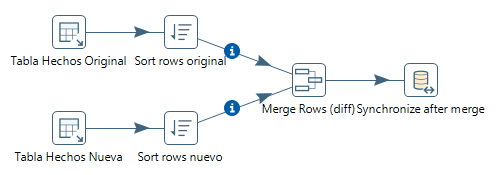 Tabla Hechos Original
Sort rows original
Merge Rows (diff)
Synchronize after merge
Tabla Hechos Nueva
Sort rows nuevo